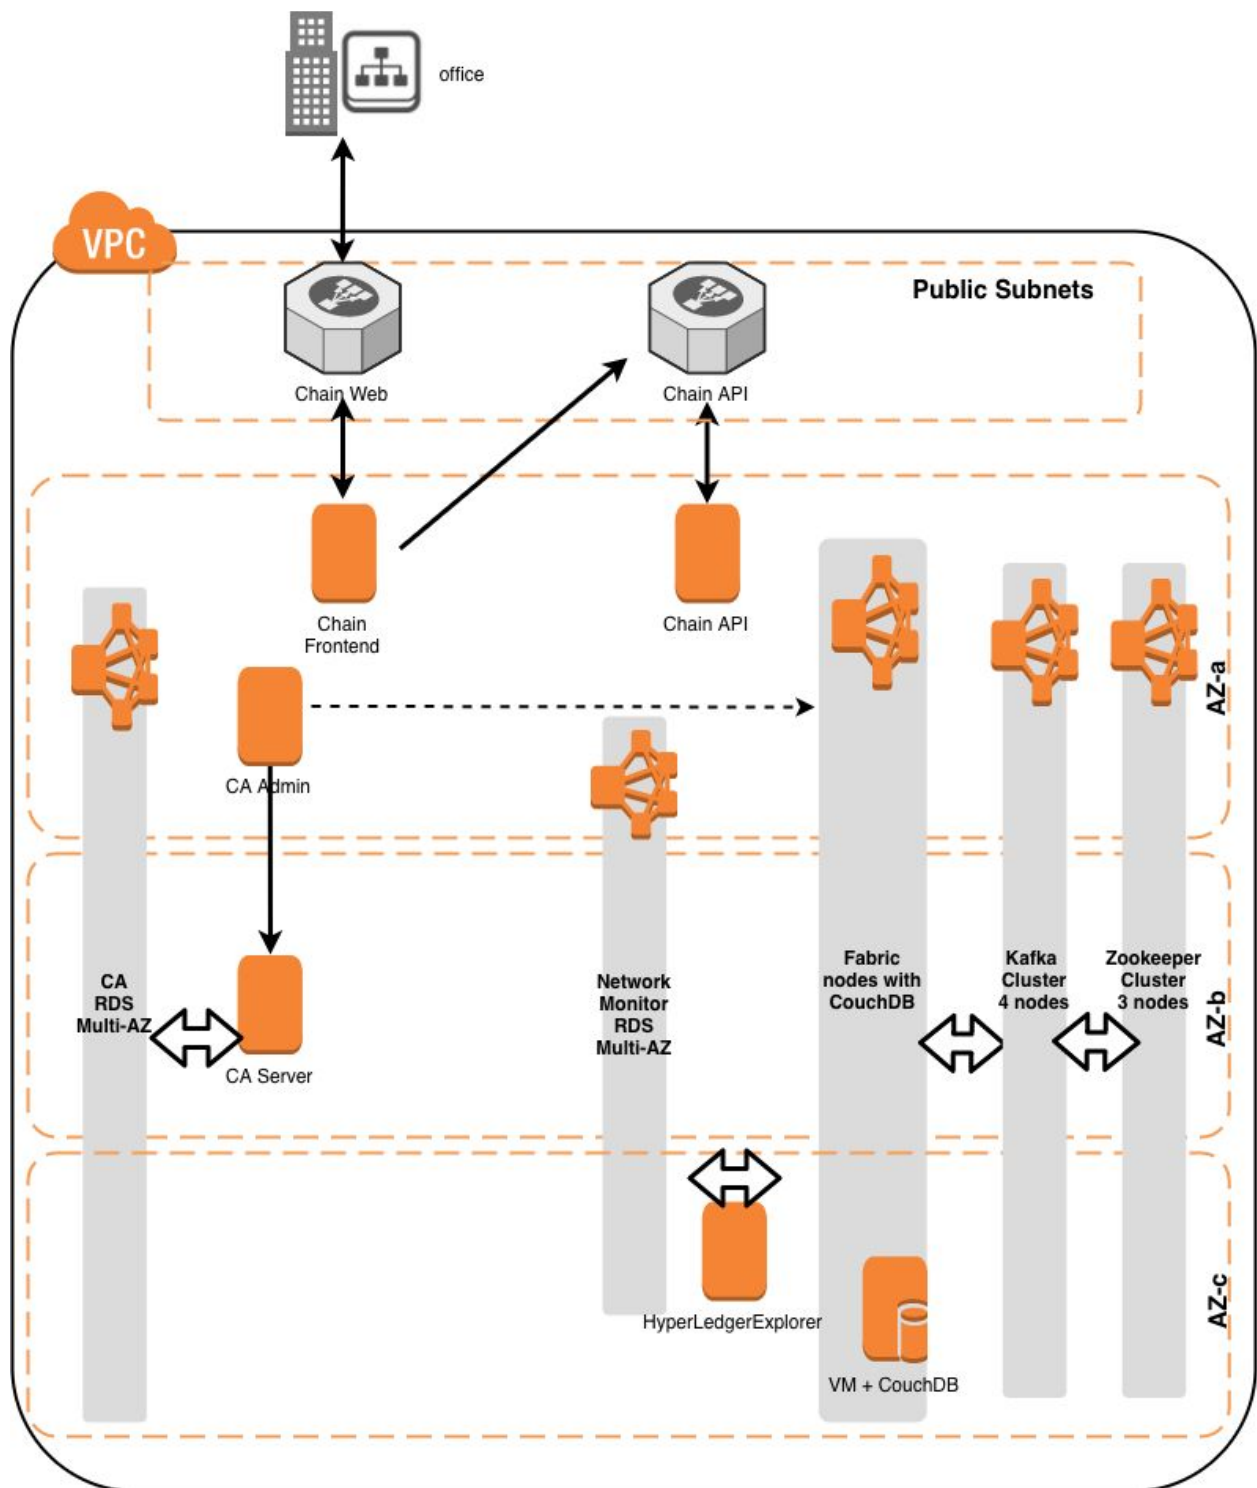 office
VPC
Public Subnets
Chain Web
Chain API
Chain
Frontend
Chain API
AZ-a
CA Admin
CA
RDS
Multi-AZ
CA Server
Network
Monitor
RDS
Multi-AZ
Fabric
nodes with
CouchDB
Kafka
Cluster
4 nodes
Zookeeper
Cluster
3 nodes
AZ-b
HyperLedgerExplorer
VM + CouchDB
AZ-c